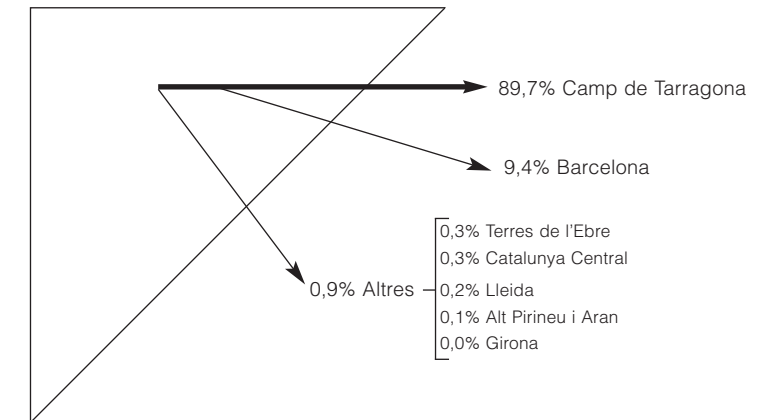 89,7% Camp de Tarragona
9,4% Barcelona
0,9% Altres
0,3% Terres de l'Ebre
0,3% Catalunya Central
0,2% Lleida
0,1% Alt Pirineu i Aran
0,0% Girona